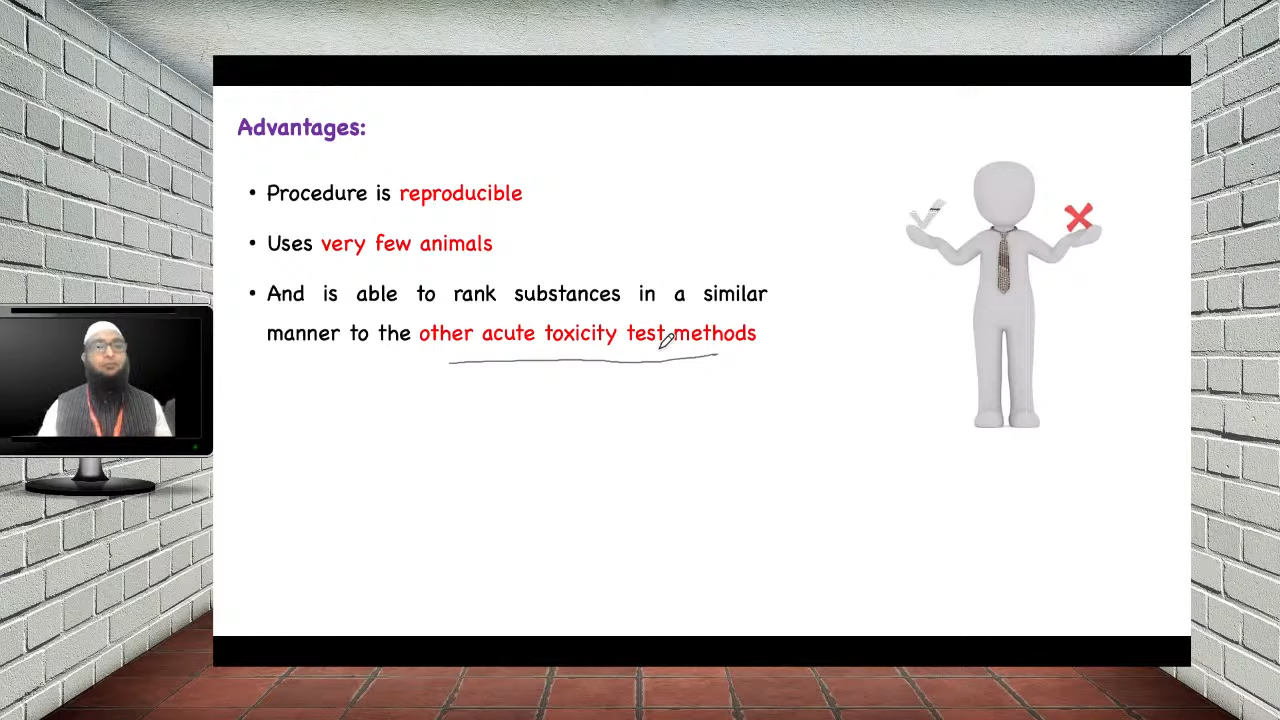 Advantages:
• Procedure is reproducible
• Uses very few animals
• And is able to rank substances in a similar
manner to the other acute toxicity test methods